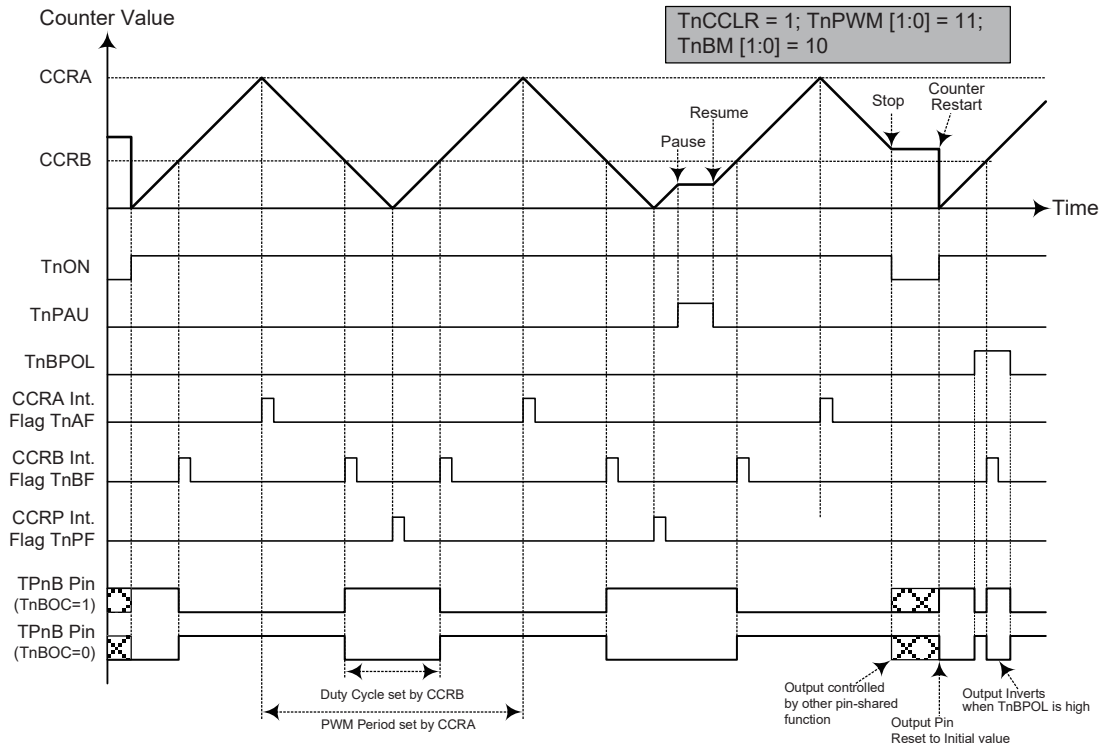 Counter Value
TnCCLR = 1; TnPWM [1:0] = 11;
TnBM [1:0] = 10
CCRA
Stop
Counter
Restart
Resume
Pause
CCRB
Time
TnON
TnPAU
TnBPOL
CCRA Int.
Flag TnAF
CCRB Int.
Flag TnBF
CCRP Int.
Flag TnPF
TPnB Pin
(TnBOC=1)
TPnB Pin
(TnBOC=0)
Duty Cycle set by CCRB
PWM Period set by CCRA
Output controlled
by other pin-shared
function
Output Pin
Reset to Initial value
Output Inverts
when TnBPOL is high